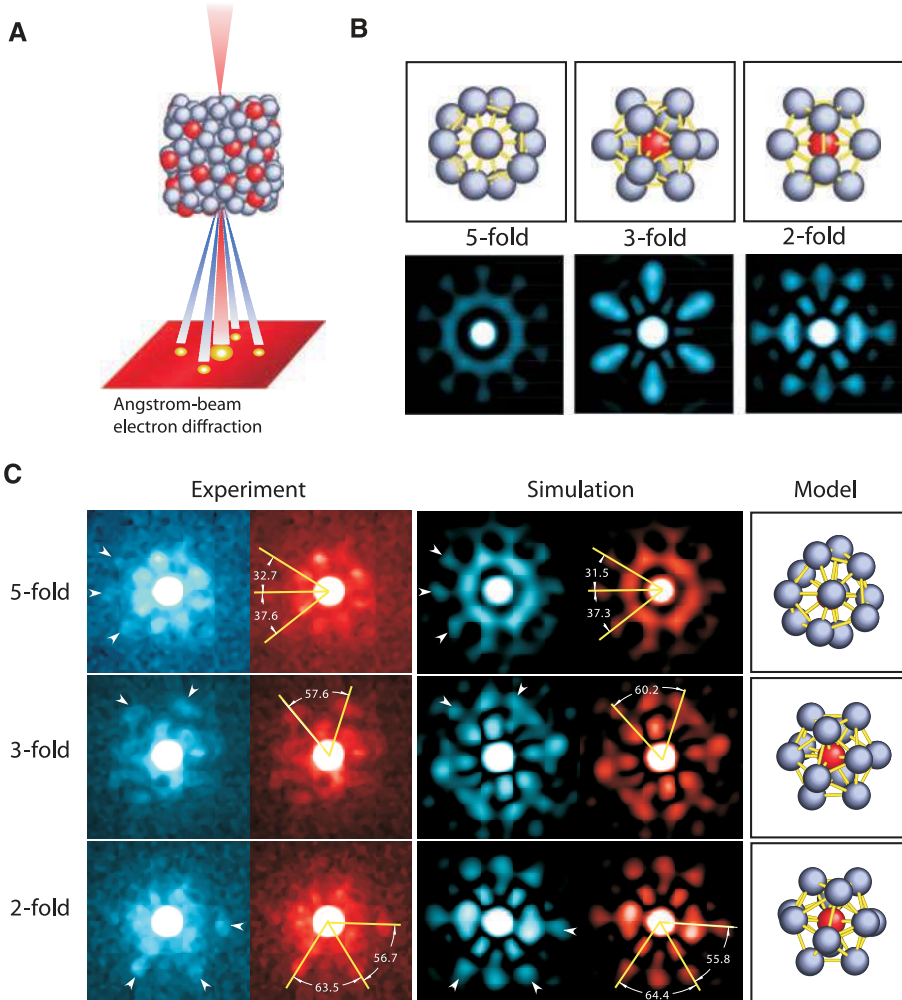 A
Angstrom-beam
electron diffraction
B
5-fold
3-fold
2-fold
C
Experiment
Simulation
Model
5-fold
32.7
37.6
31.5
37.3
3-fold
57.6
60.2
2-fold
56.7
63.5
55.8
64.4